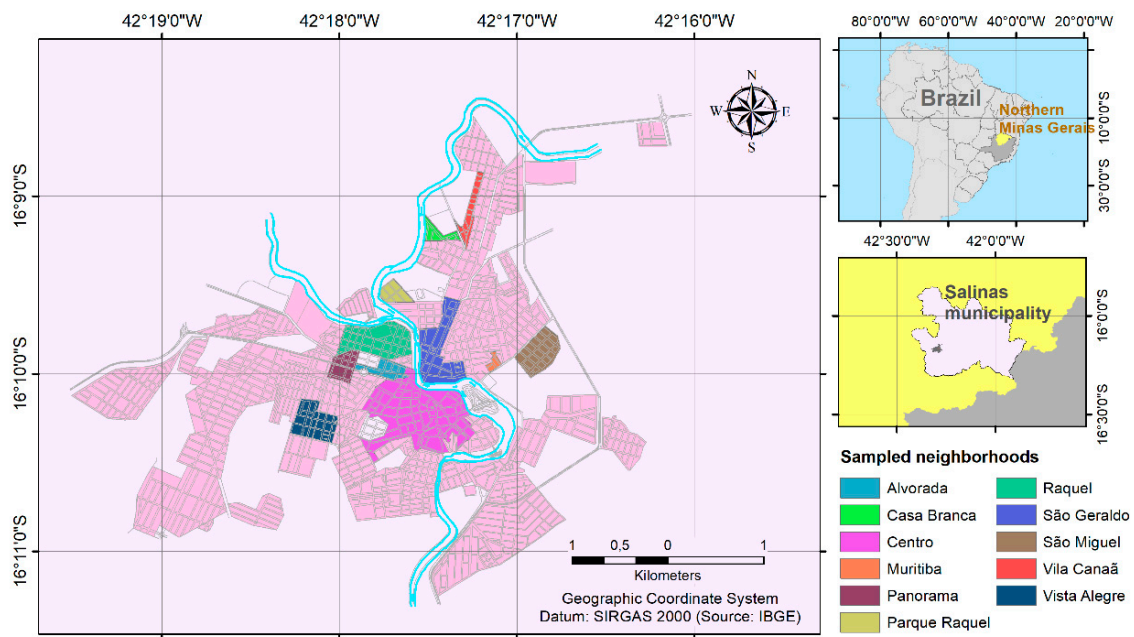 42°19'0"W 42°18'0"W 42°17'0"W 42°16'0"W
16°9'0"S
16°10'0"S
16°11'0"S
N
W E
S
1 0,5 0 1
Kilometers
Geographic Coordinate System
Datum: SIRGAS 2000 (Source: IBGE)
80°0'0"W 60°0'0"W 40°0'0"W 20°0'0"W
Brazil
Northern
Minas Gerais
10°0'0"S
30°0'0"S
42°30'0"W 42°0'0"W
Salinas
municipality
16°0'0"S
16°30'0"S
Sampled neighborhoods
Alvorada
Casa Branca
Centro
Muritiba
Panorama
Parque Raquel
Raquel
São Geraldo
São Miguel
Vila Canaã
Vista Alegre